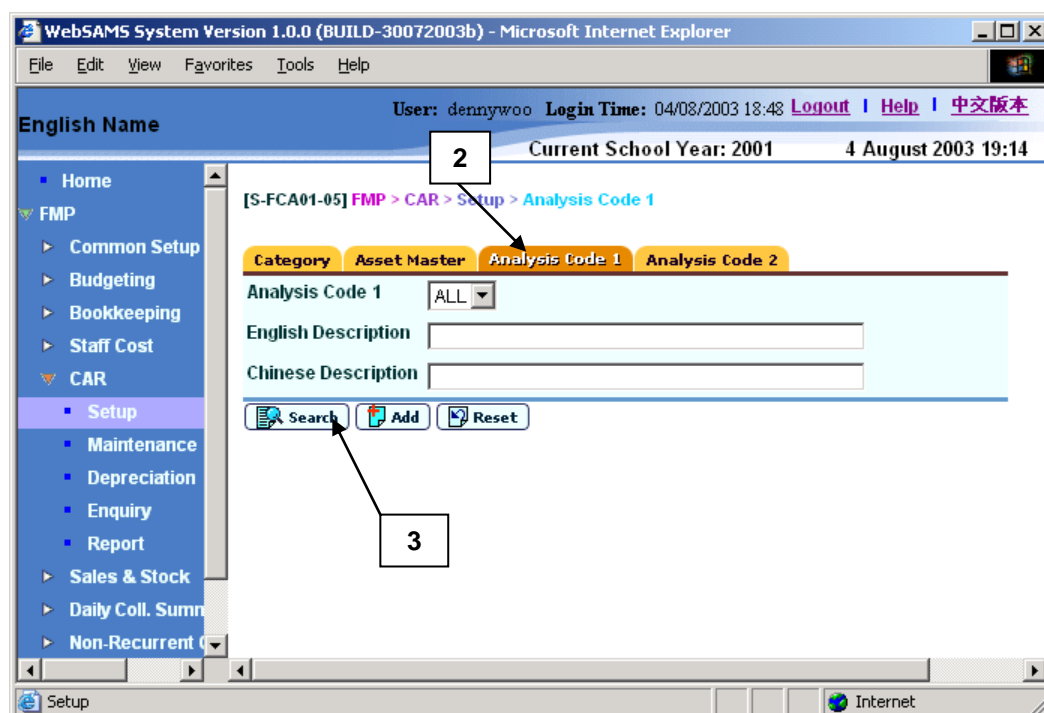 WebSAMS System Version 1.0.0 (BUILD-30072003b) - Microsoft Internet Explorer
File Edit View Favorites Tools Help
User: dennywoo Login Time: 04/08/2003 18:48 Logout | Help | 中文版本
English Name
Current School Year: 2001 4 August 2003 19:14
2
Home
FMP
Common Setup
Budgeting
Bookkeeping
Staff Cost
CAR
Setup
Maintenance
Depreciation
Enquiry
Report
Sales & Stock
Daily Coll. Summ
Non-Recurrent
[S-FCA01-05] FMP > CAR > Setup > Analysis Code 1
Category Asset Master Analysis Code 1 Analysis Code 2
Analysis Code 1 ALL
English Description
Chinese Description
Search Add Reset
3
Setup Internet